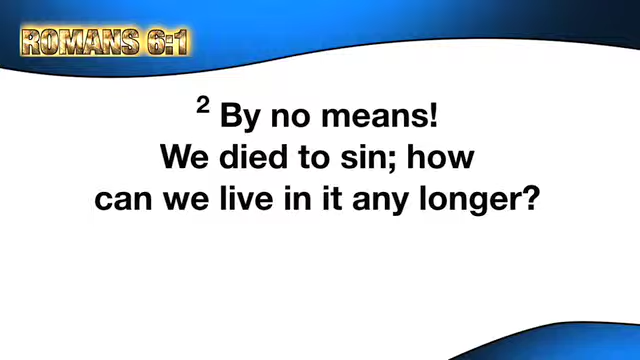 ROMANS 6:1
2 By no means!
We died to sin; how
can we live in it any longer?